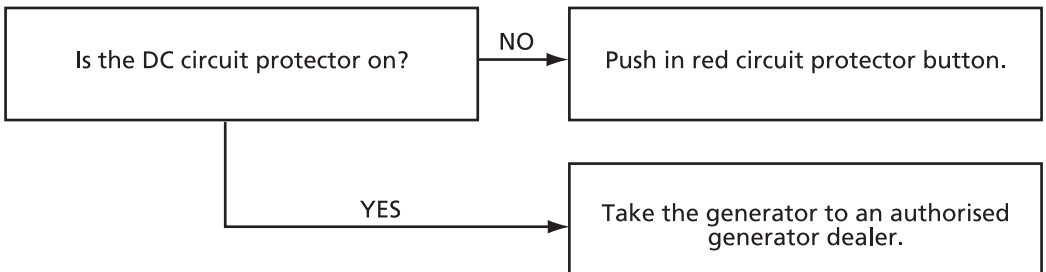 Is the DC circuit protector on?
NO
Push in red circuit protector button.
YES
Take the generator to an authorised
generator dealer.